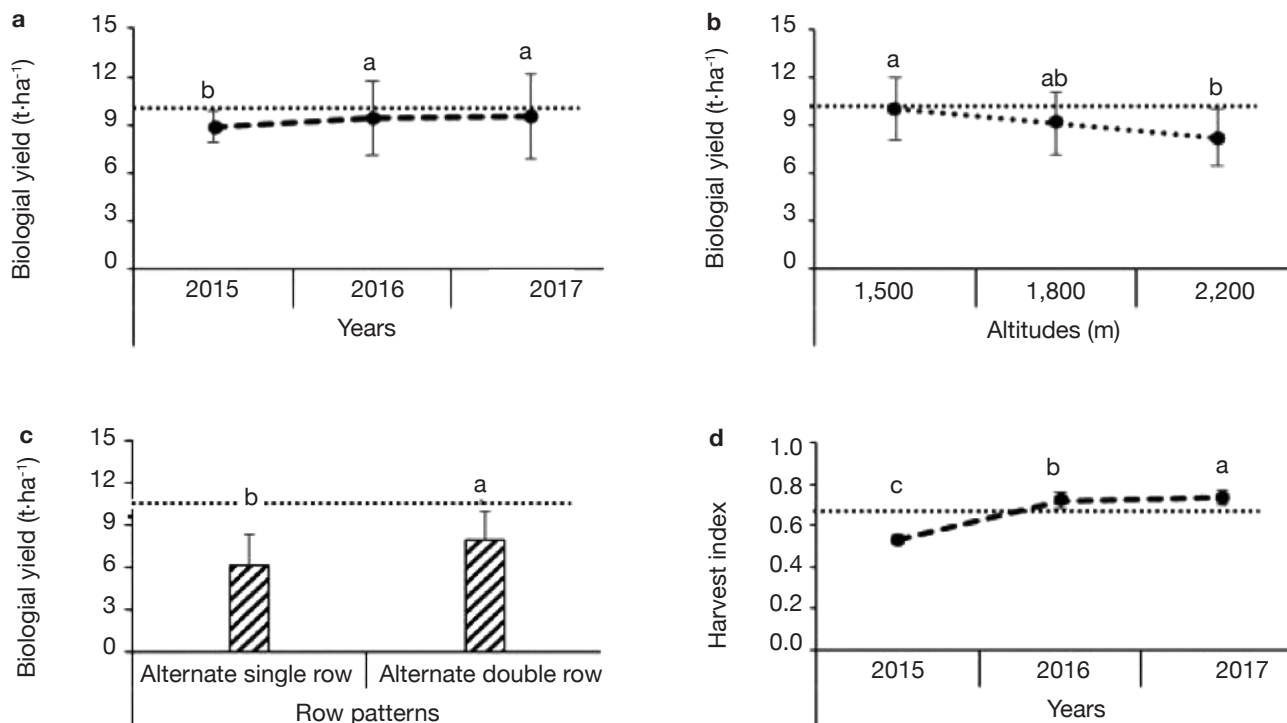 a
Biologial yield (t·ha⁻¹)
15
12
9
6
3
0
b
a
a
2015
2016
2017
Years
b
Biologial yield (t·ha⁻¹)
15
12
9
6
3
0
a
ab
b
1,500
1,800
2,200
Altitudes (m)
c
Biologial yield (t·ha⁻¹)
15
12
9
6
3
0
b
a
Alternate single row
Alternate double row
Row patterns
d
Harvest index
1.0
0.8
0.6
0.4
0.2
0.0
c
b
a
2015
2016
2017
Years